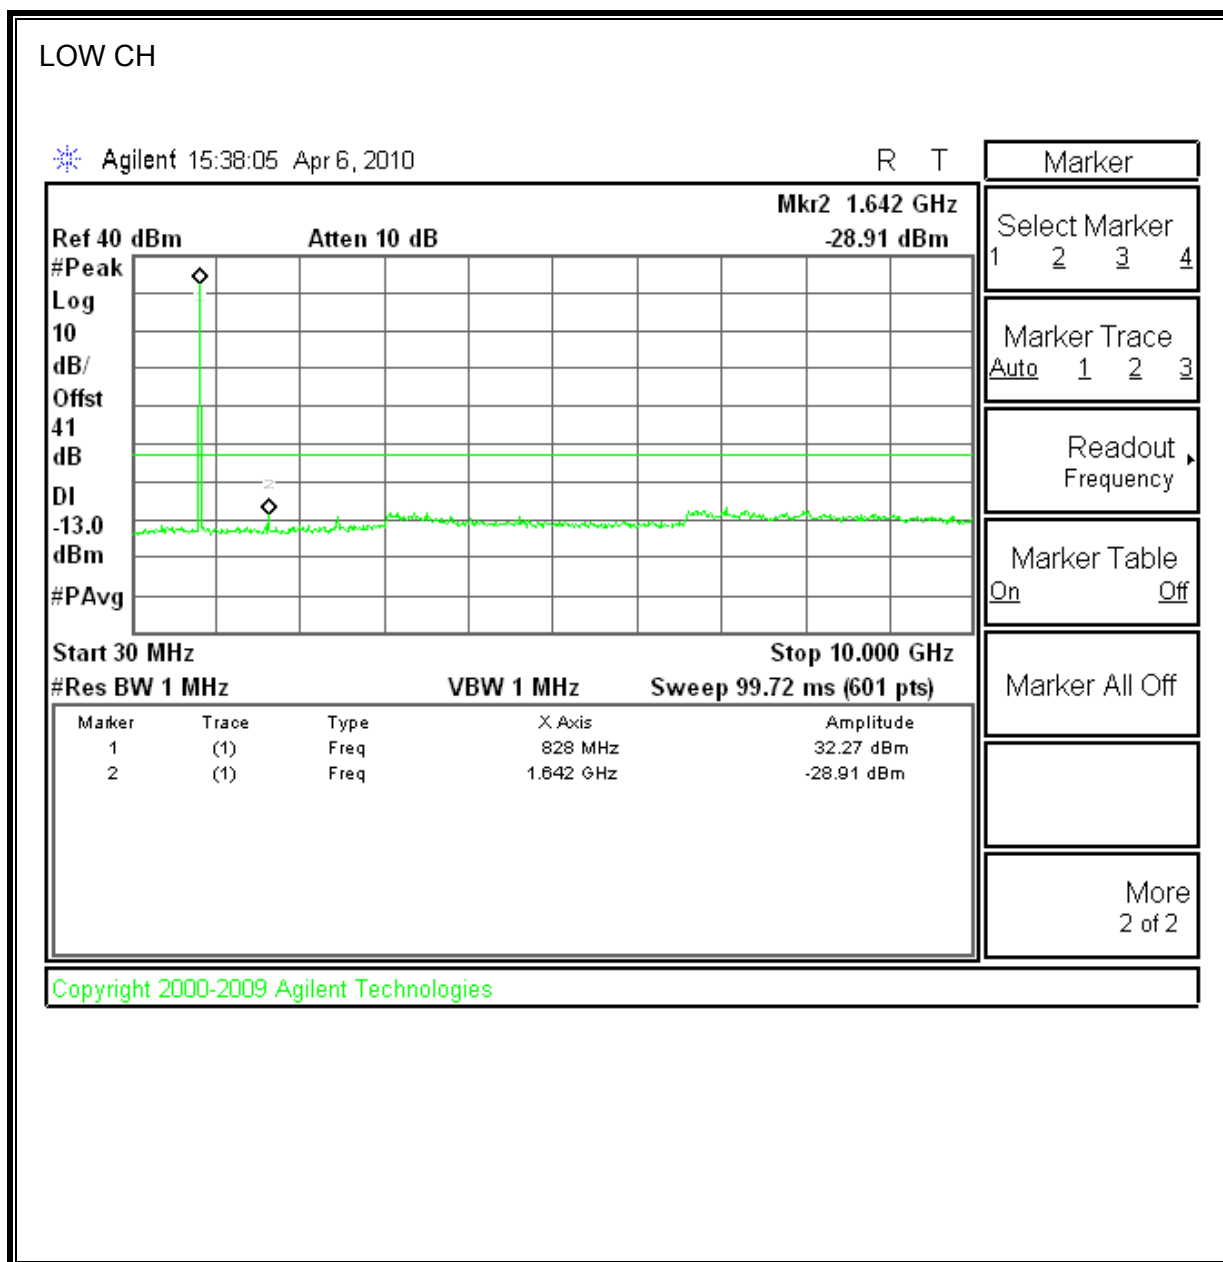 LOW CH
Agilent 15:38:05 Apr 6, 2010 R T
Mkr2 1.642 GHz
Ref 40 dBm Atten 10 dB -28.91 dBm
#Peak
Log
10
dB/
Offst
41
dB
DI
-13.0
dBm
#PAvg
2
Start 30 MHz Stop 10.000 GHz
#Res BW 1 MHz VBW 1 MHz Sweep 99.72 ms (601 pts)
Marker Trace Type X Axis Amplitude
1 (1) Freq 828 MHz 32.27 dBm
2 (1) Freq 1.642 GHz -28.91 dBm
Marker
Select Marker
1 2 3 4
Marker Trace
Auto 1 2 3
Readout
Frequency
Marker Table
On Off
Marker All Off
More
2 of 2
Copyright 2000-2009 Agilent Technologies